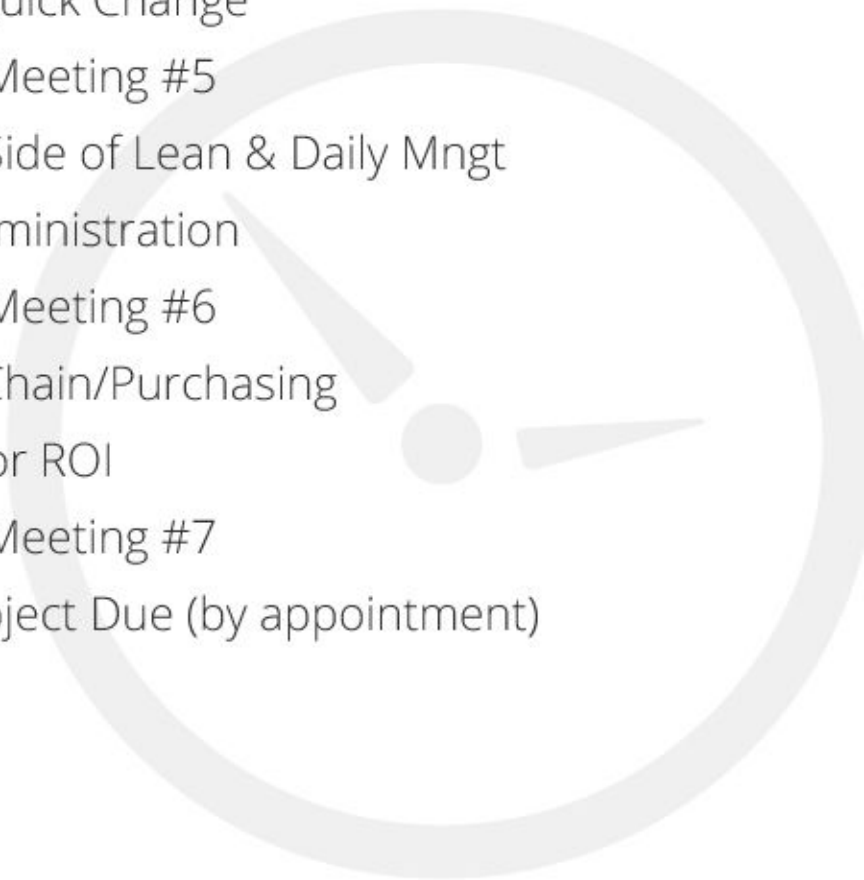 uick Change
Meeting #5
Side of Lean & Daily Mngt
ministration
Meeting #6
Chain/Purchasing
or ROI
Meeting #7
ject Due (by appointment)